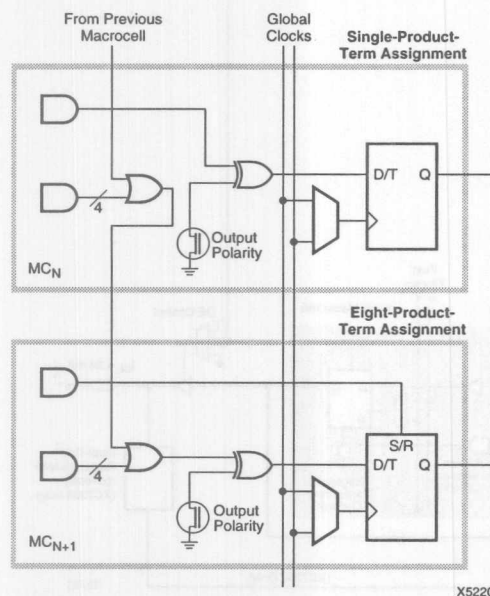 From Previous
Macrocell
Global
Clocks
Single-Product-
Term Assignment
D/T Q
4
Output
Polarity
MCN
Eight-Product-
Term Assignment
S/R
D/T Q
4
Output
Polarity
MCN+1
X5220